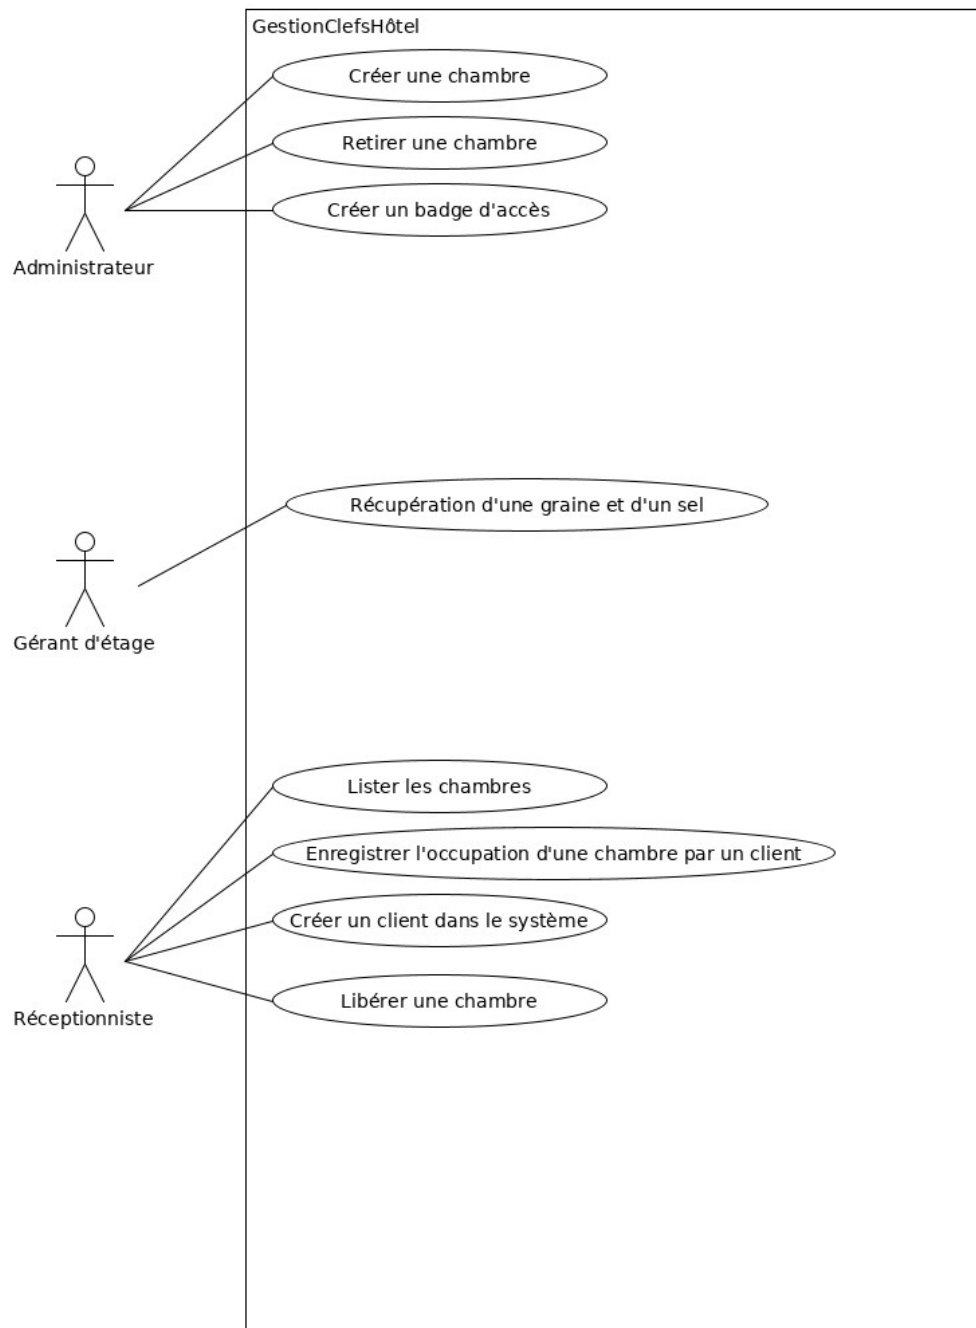 GestionClefsHôtel
Créer une chambre
Retirer une chambre
Créer un badge d'accès
Administrateur
Récupération d'une graine et d'un sel
Gérant d'étage
Lister les chambres
Enregistrer l'occupation d'une chambre par un client
Créer un client dans le système
Libérer une chambre
Réceptionniste